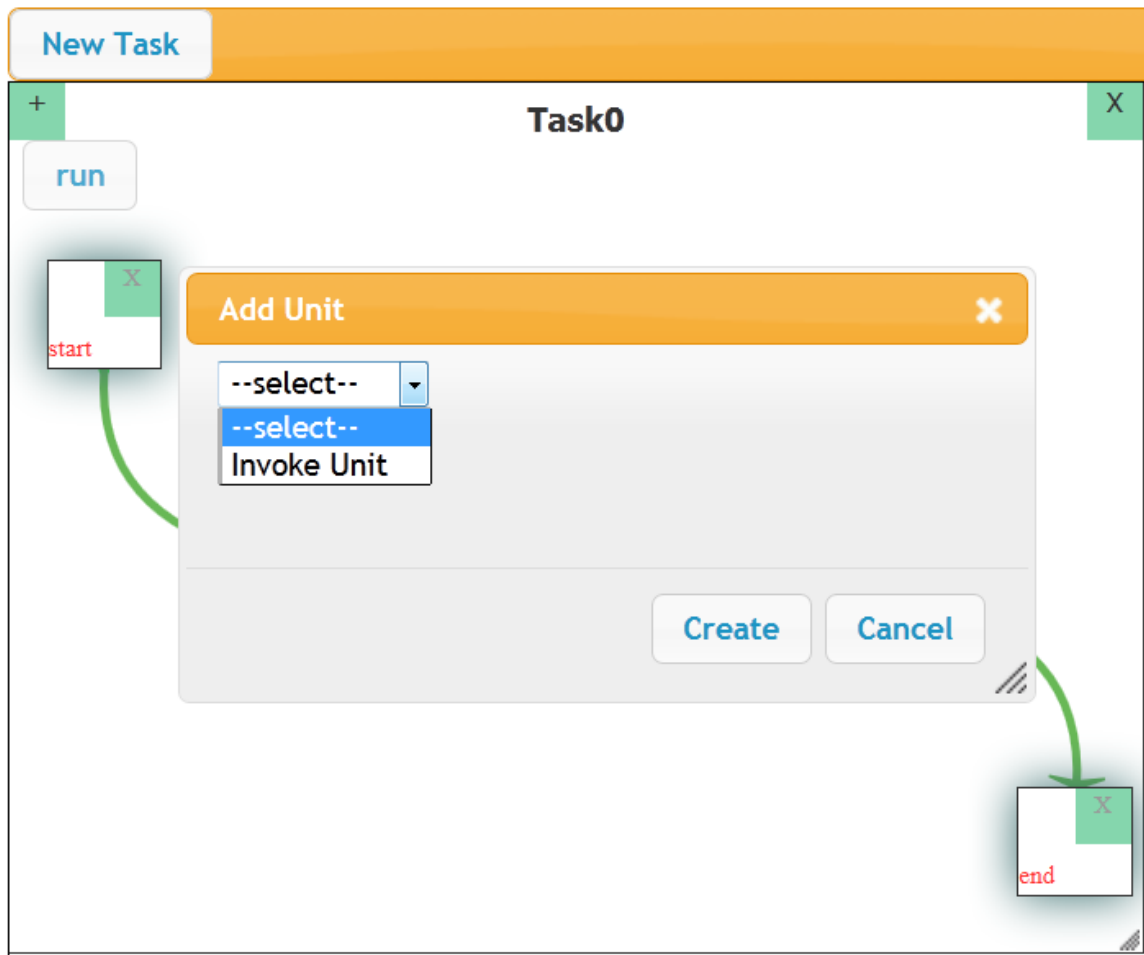 New Task
+
Task0
X
run
X
start
Add Unit
--select--
--select--
Invoke Unit
Create
Cancel
X
end